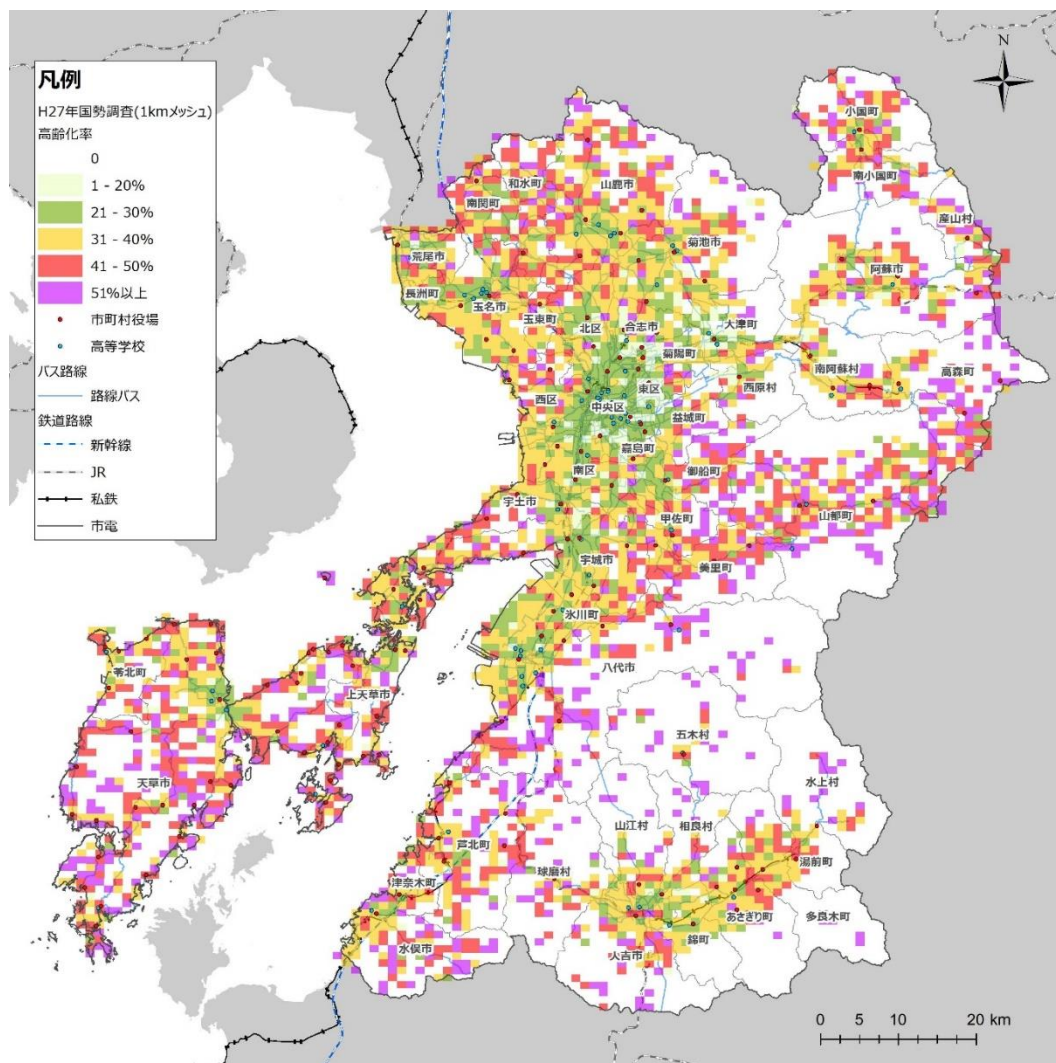 凡例
H27年国勢調査(1kmメッシュ)
高齢化率
0
1 - 20%
21 - 30%
31 - 40%
41 - 50%
51%以上
市町村役場
高等学校
バス路線
路線バス
鉄道路線
新幹線
JR
私鉄
市電
N
小国町
南小国町
産山村
和水町
山鹿市
南関町
菊池市
阿蘇市
荒尾市
長洲町
玉名市
玉東町
北区
合志市
大津町
菊陽町
南阿蘇村
高森町
西区
東区
西原村
中央区
益城町
嘉島町
南区
御船町
宇土市
甲佐町
山都町
宇城市
美里町
氷川町
八代市
苓北町
上天草市
五木村
水上村
天草市
山江村
相良村
芦北町
湯前町
球磨村
津奈木町
あさぎり町
多良木町
錦町
水俣市
人吉市
0 5 10 20 km